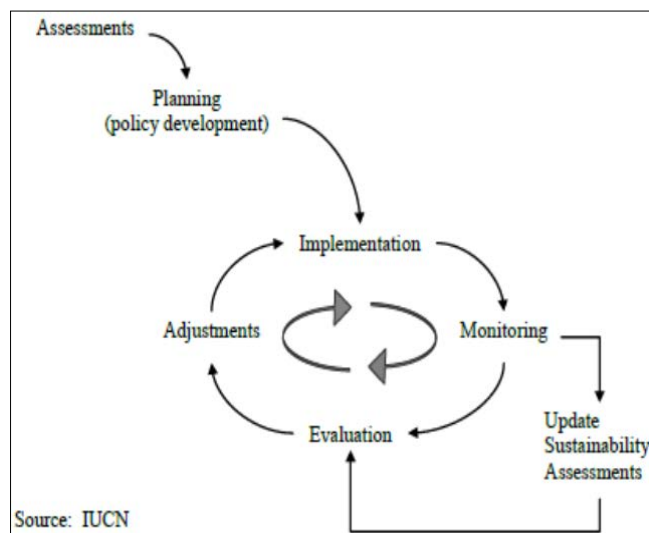 Assessments
Planning
(policy development)
Implementation
Adjustments
Monitoring
Evaluation
Update
Sustainability
Assessments
Source: IUCN